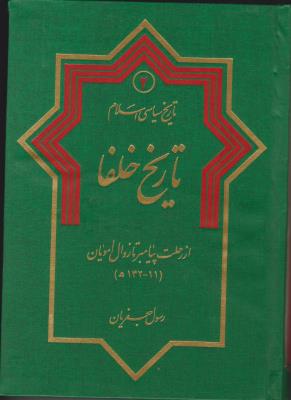 ۲
تاریخ سیاسی اسلام
تاریخ خلفا
از رحلت پیامبر تا زوال امویان
(۱۱-۱۳۲ ه)
رسول جعفریان